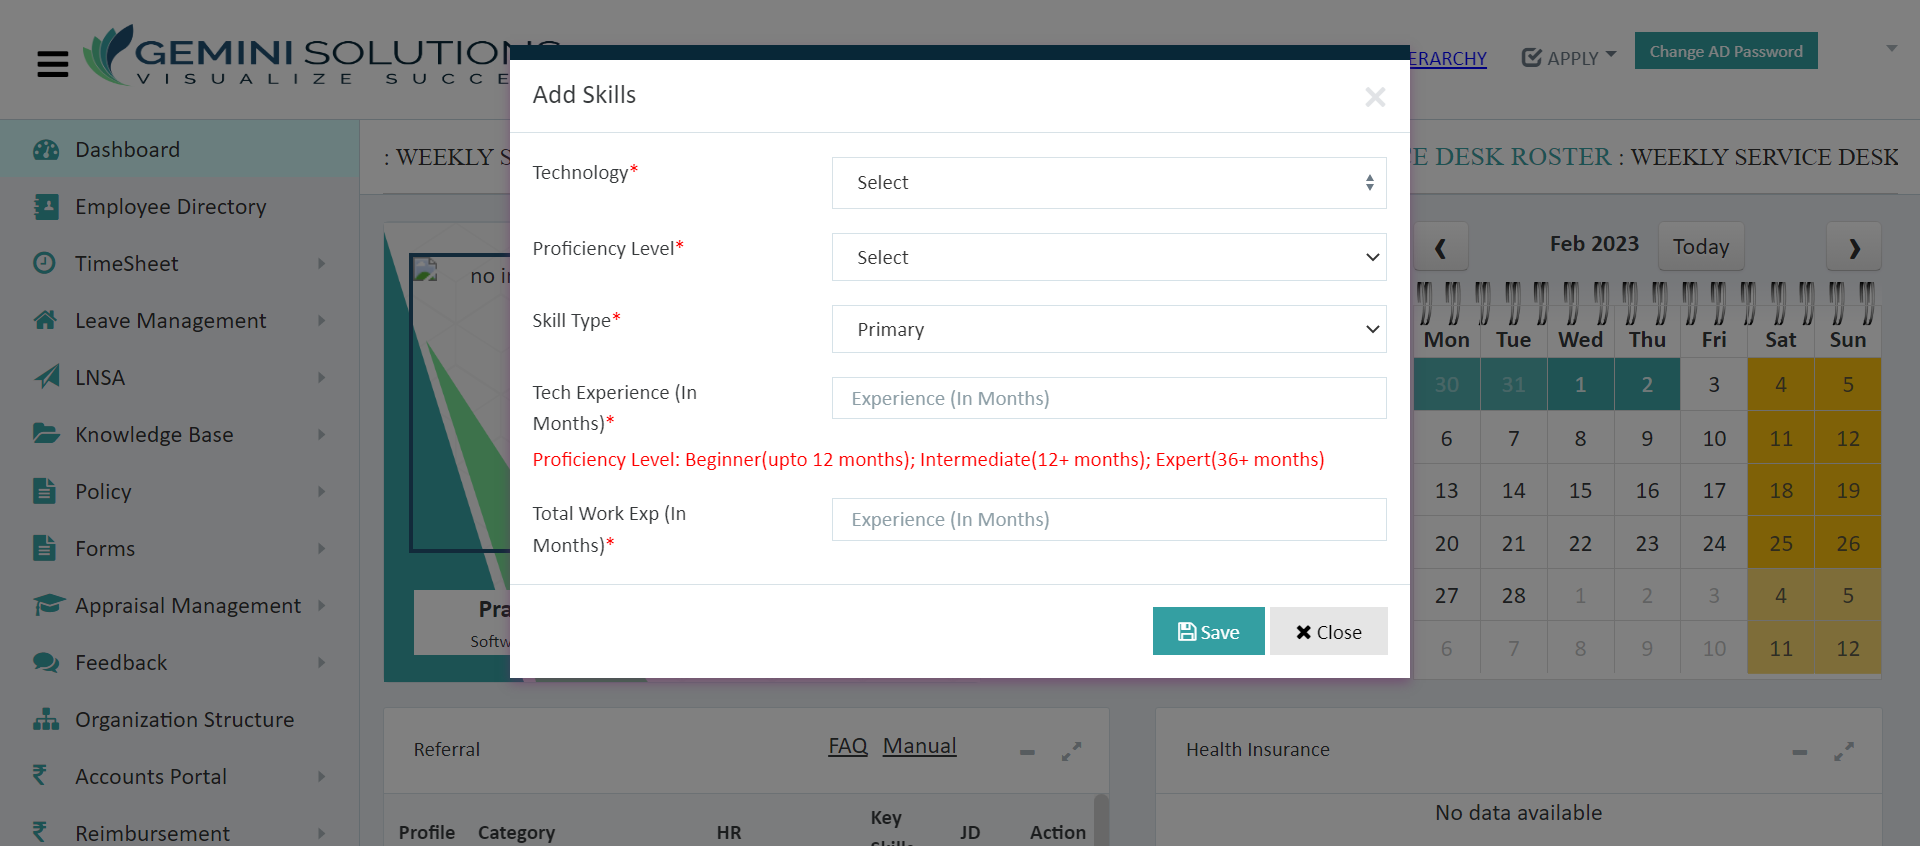 GEMINI SOLUTIONS
VISUALIZE SUCCE
ERARCHY
APPLY
Change AD Password
Add Skills
Dashboard
Employee Directory
TimeSheet
Leave Management
LNSA
Knowledge Base
Policy
Forms
Appraisal Management
Feedback
Organization Structure
Accounts Portal
Reimbursement
: WEEKLY S
E DESK ROSTER : WEEKLY SERVICE DESK
no i
Pra
Softw
Technology*
Select
Proficiency Level*
Select
Skill Type*
Primary
Tech Experience (In
Months)*
Experience (In Months)
Proficiency Level: Beginner(upto 12 months); Intermediate(12+ months); Expert(36+ months)
Total Work Exp (In
Months)*
Experience (In Months)
Save
Close
Feb 2023
Today
Mon Tue Wed Thu Fri Sat Sun
30 31 1 2 3 4 5
6 7 8 9 10 11 12
13 14 15 16 17 18 19
20 21 22 23 24 25 26
27 28 1 2 3 4 5
6 7 8 9 10 11 12
Referral
FAQ Manual
Profile Category HR Key JD Action
Skills
Health Insurance
No data available